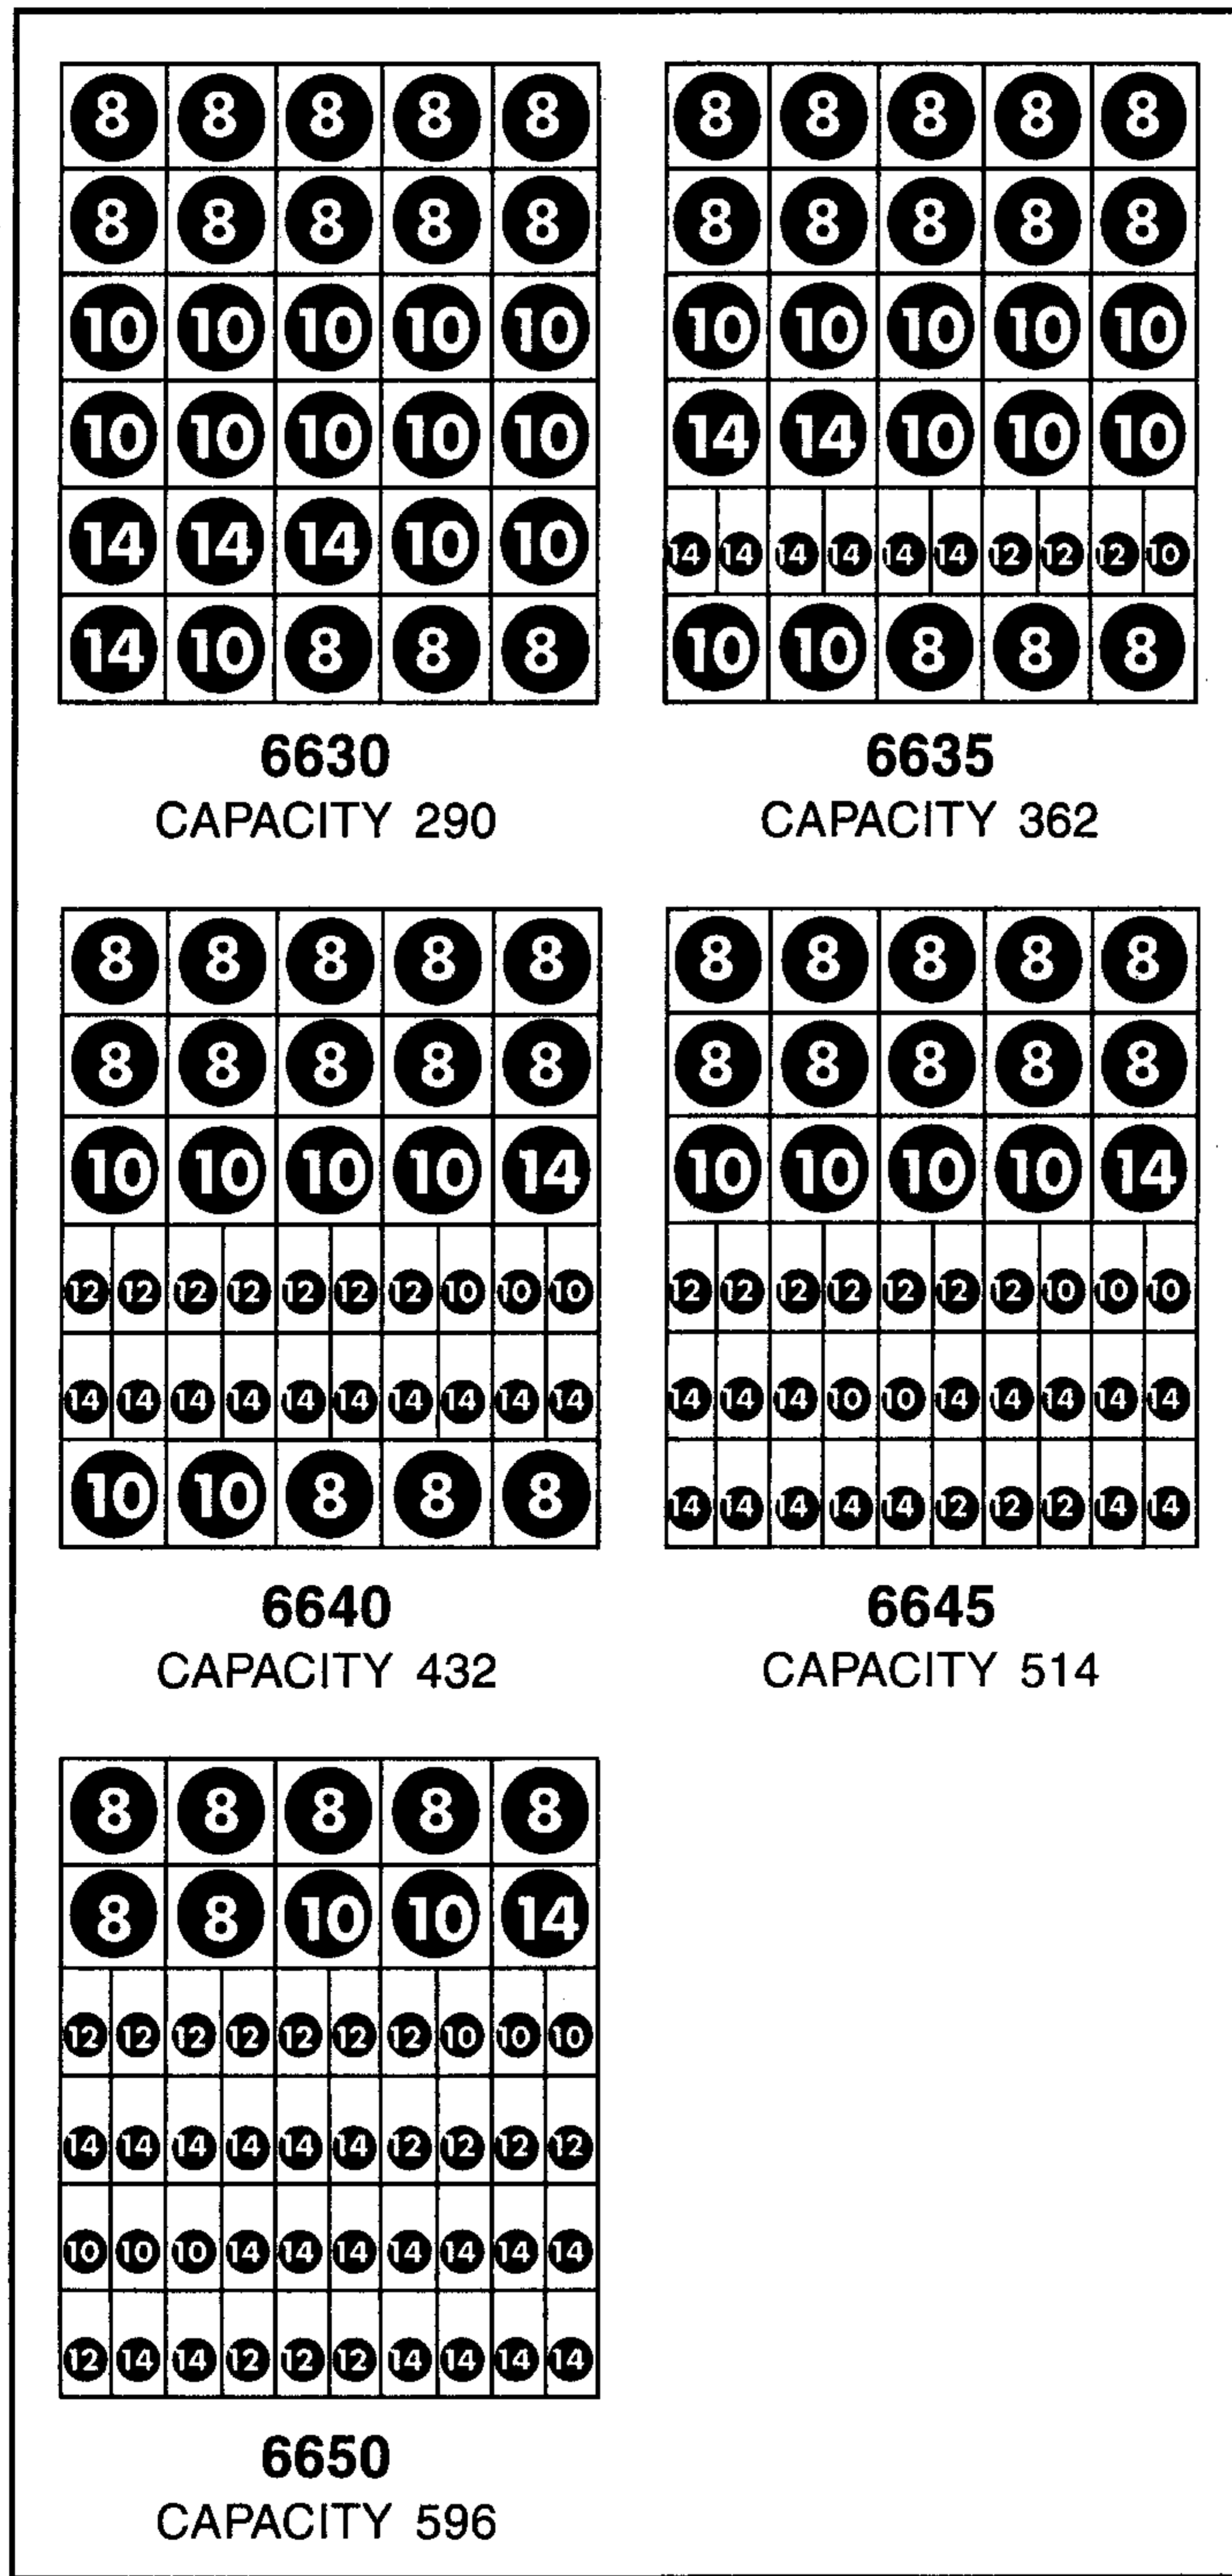 8 8 8 8 8
8 8 8 8 8
10 10 10 10 10
10 10 10 10 10
14 14 14 10 10
14 10 8 8 8
6630
CAPACITY 290
8 8 8 8 8
8 8 8 8 8
10 10 10 10 10
14 14 10 10 10
14 14 14 14 14 14 12 12 12 10
10 10 8 8 8
6635
CAPACITY 362
8 8 8 8 8
8 8 8 8 8
10 10 10 10 14
12 12 12 12 12 12 12 10 10 10
14 14 14 14 14 14 14 14 14 14
10 10 8 8 8
6640
CAPACITY 432
8 8 8 8 8
8 8 8 8 8
10 10 10 10 14
12 12 12 12 12 12 12 10 10 10
14 14 14 10 10 14 14 14 14 14
14 14 14 14 14 12 12 12 14 14
6645
CAPACITY 514
8 8 8 8 8
8 8 10 10 14
12 12 12 12 12 12 12 10 10 10
14 14 14 14 14 14 12 12 12 12
10 10 10 14 14 14 14 14 14 14
12 14 14 12 12 12 14 14 14 14
6650
CAPACITY 596